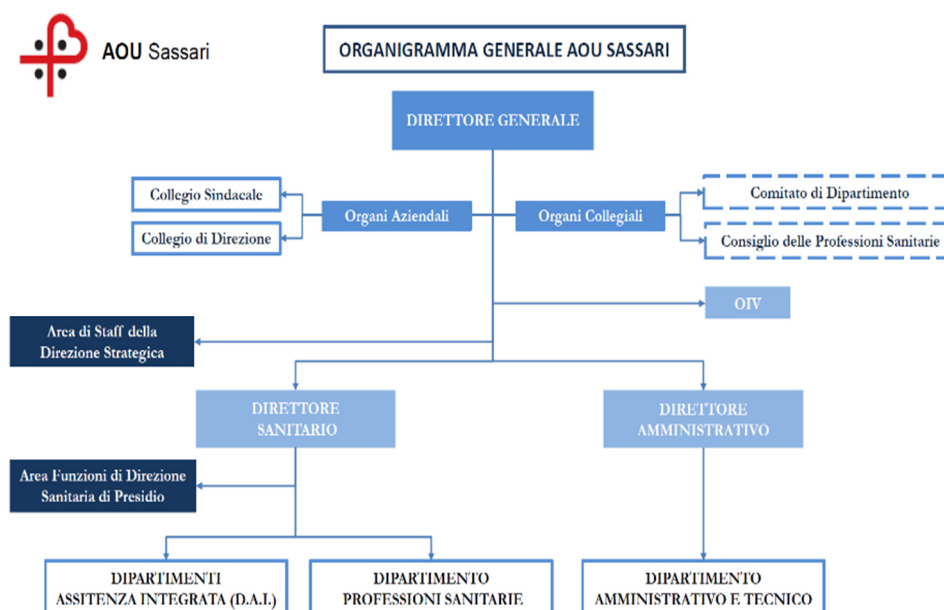 AOU Sassari
ORGANIGRAMMA GENERALE AOU SASSARI
DIRETTORE GENERALE
Collegio Sindacale
Collegio di Direzione
Organi Aziendali
Organi Collegiali
Comitato di Dipartimento
Consiglio delle Professioni Sanitarie
OIV
Area di Staff della
Direzione Strategica
DIRETTORE
SANITARIO
DIRETTORE
AMMINISTRATIVO
Area Funzioni di Direzione
Sanitaria di Presidio
DIPARTIMENTI
ASSITENZA INTEGRATA (D.A.I.)
DIPARTIMENTO
PROFESSIONI SANITARIE
DIPARTIMENTO
AMMINISTRATIVO E TECNICO